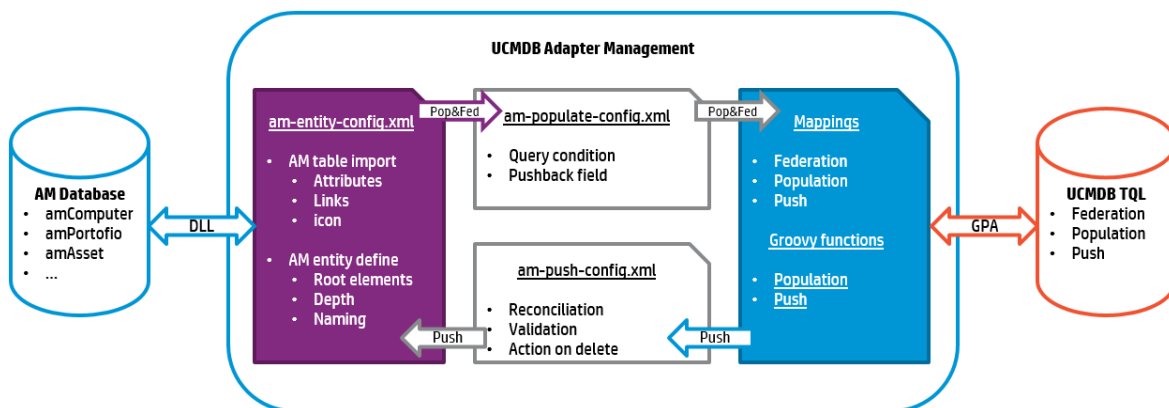 UCMDB Adapter Management
AM Database
• amComputer
• amPortofio
• amAsset
• ...
DLL
am-entity-config.xml
• AM table import
• Attributes
• Links
• icon
• AM entity define
• Root elements
• Depth
• Naming
Pop&Fed
am-populate-config.xml
• Query condition
• Pushback field
Pop&Fed
am-push-config.xml
• Reconciliation
• Validation
• Action on delete
Push
Push
Mappings
• Federation
• Population
• Push
Groovy functions
• Population
• Push
GPA
UCMDB TQL
• Federation
• Population
• Push